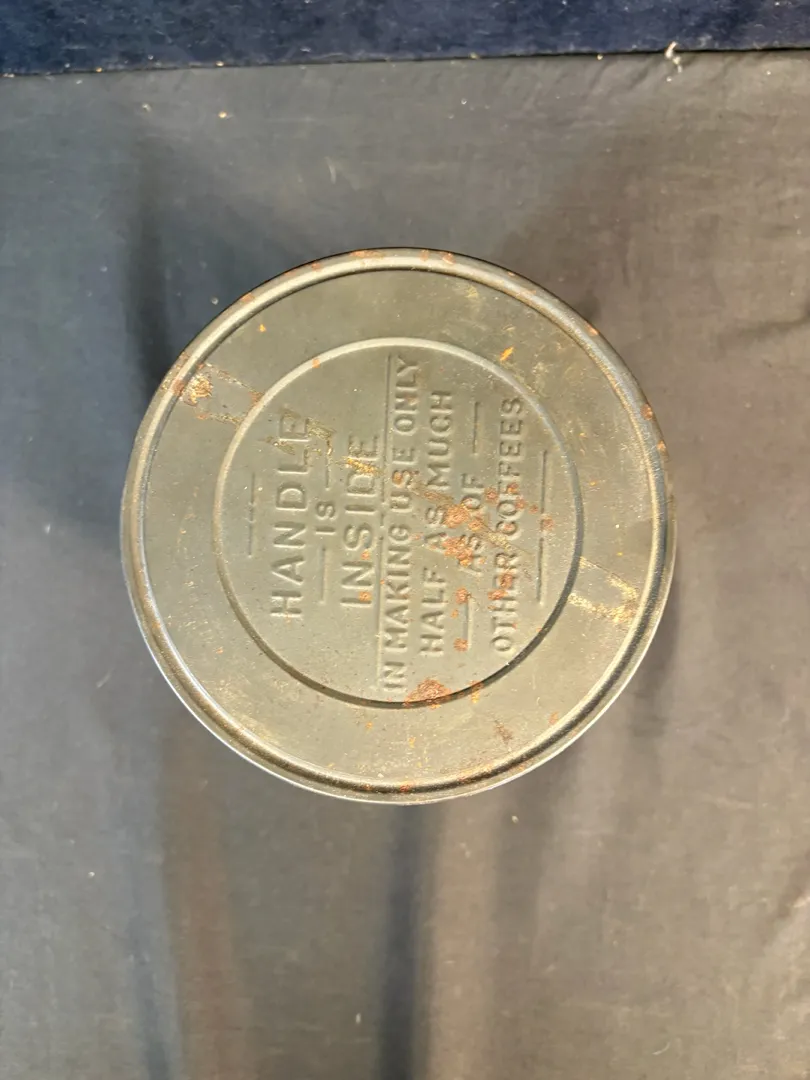 HANDLE
IS
INSIDE
IN MAKING USE ONLY
HALF AS MUCH
AS OF
OTHER COFFEES